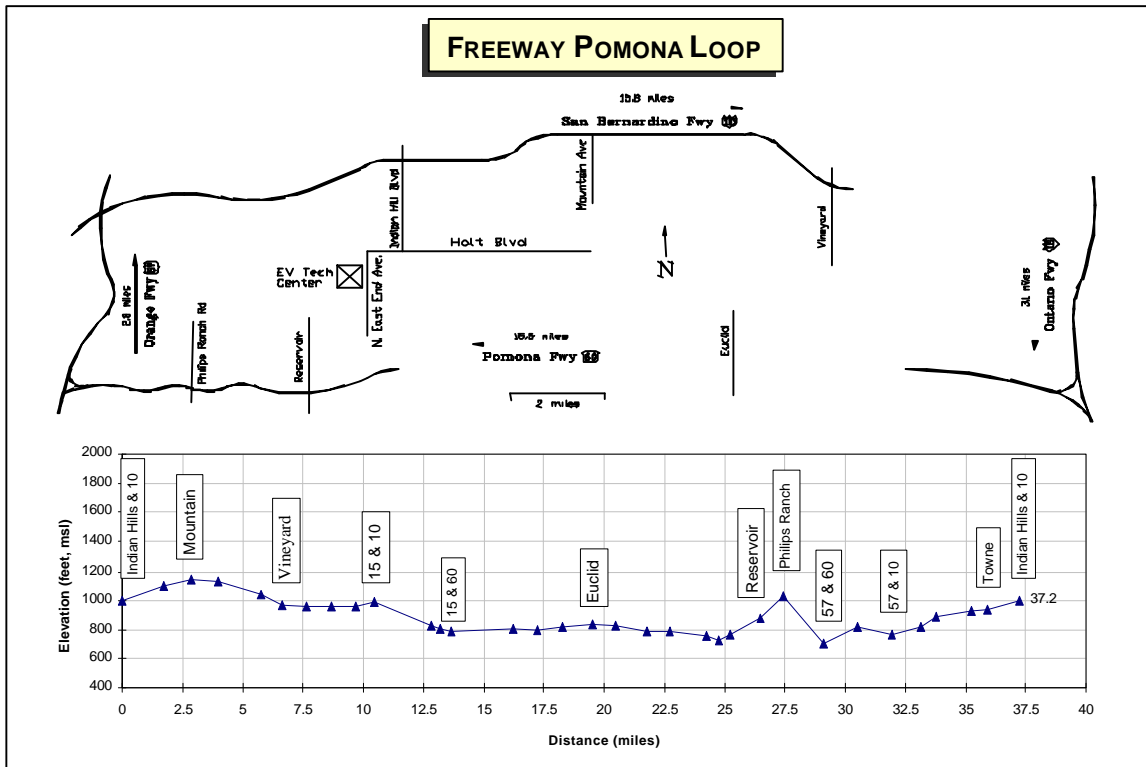 FREEWAY POMONA LOOP
15.8 miles
San Bernardino Fwy 10
Mountain Ave
Indian Hill Blvd
Vineyard
Holt Blvd
EV Tech
Center
N. East End Ave.
N
2.8 miles
Orange Fwy 57
Philips Ranch Rd
Reservoir
Pomona Fwy 60
Euclid
3.1 miles
Ontario Fwy
2 miles
Elevation (feet, msl)
2000
1800
1600
1400
1200
1000
800
600
400
Indian Hills & 10
Mountain
Vineyard
15 & 10
15 & 60
Euclid
Reservoir
Philips Ranch
57 & 60
57 & 10
Towne
Indian Hills & 10
37.2
0
2.5
5
7.5
10
12.5
15
17.5
20
22.5
25
27.5
30
32.5
35
37.5
40
Distance (miles)